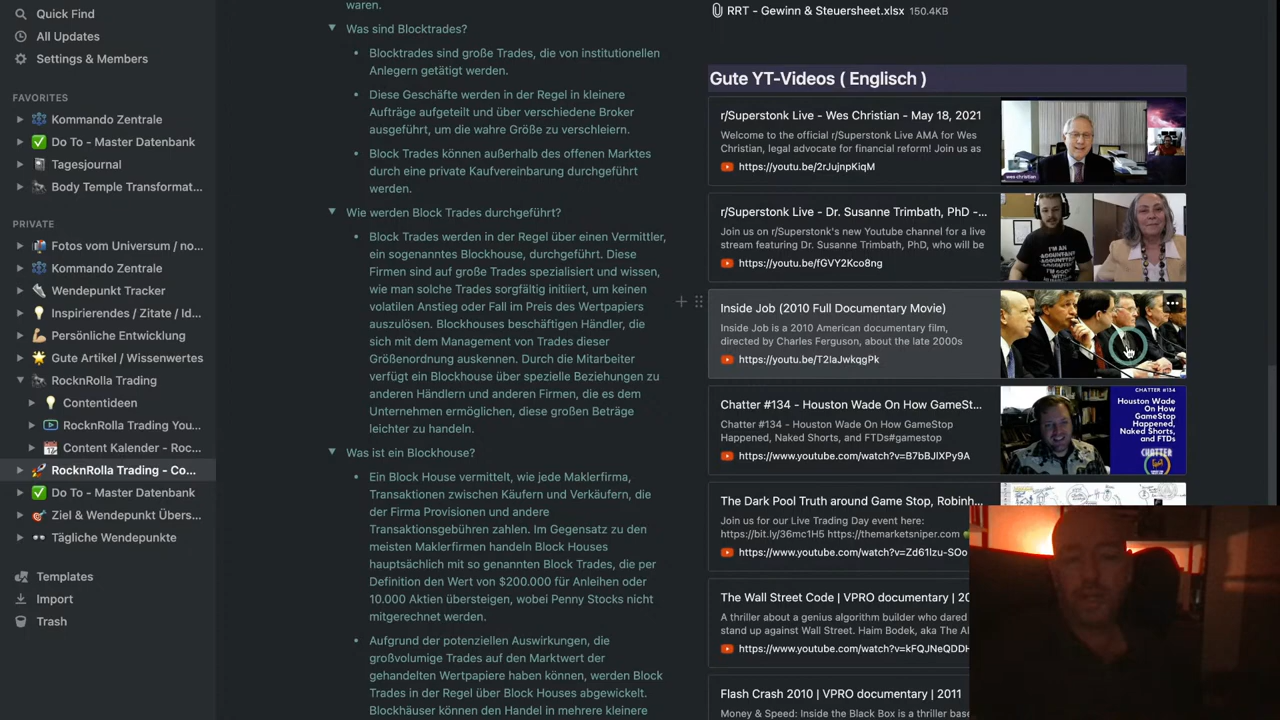 Quick Find
All Updates
Settings & Members
FAVORITES
Kommando Zentrale
Do To - Master Datenbank
Tagesjournal
Body Temple Transformat...
PRIVATE
Fotos vom Universum / no...
Kommando Zentrale
Wendepunkt Tracker
Inspirierendes / Zitate / Id...
Persönliche Entwicklung
Gute Artikel / Wissenwertes
RocknRolla Trading
Contentideen
RocknRolla Trading You...
Content Kalender - Roc...
RocknRolla Trading - Co...
Do To - Master Datenbank
Ziel & Wendepunkt Übers...
Tägliche Wendepunkte
Templates
Import
Trash
waren.
Was sind Blocktrades?
Blocktrades sind große Trades, die von institutionellen
Anlegern getätigt werden.
Diese Geschäfte werden in der Regel in kleinere
Aufträge aufgeteilt und über verschiedene Broker
ausgeführt, um die wahre Größe zu verschleiern.
Block Trades können außerhalb des offenen Marktes
durch eine private Kaufvereinbarung durchgeführt
werden.
Wie werden Block Trades durchgeführt?
Block Trades werden in der Regel über einen Vermittler,
ein sogenanntes Blockhouse, durchgeführt. Diese
Firmen sind auf große Trades spezialisiert und wissen,
wie man solche Trades sorgfältig initiiert, um keinen
volatilen Anstieg oder Fall im Preis des Wertpapiers
auszulösen. Blockhouses beschäftigen Händler, die
sich mit dem Management von Trades dieser
Größenordnung auskennen. Durch die Mitarbeiter
verfügt ein Blockhouse über spezielle Beziehungen zu
anderen Händlern und anderen Firmen, die es dem
Unternehmen ermöglichen, diese großen Beträge
leichter zu handeln.
Was ist ein Blockhouse?
Ein Block House vermittelt, wie jede Maklerfirma,
Transaktionen zwischen Käufern und Verkäufern, die
der Firma Provisionen und andere
Transaktionsgebühren zahlen. Im Gegensatz zu den
meisten Maklerfirmen handeln Block Houses
hauptsächlich mit so genannten Block Trades, die per
Definition den Wert von $200.000 für Anleihen oder
10.000 Aktien übersteigen, wobei Penny Stocks nicht
mitgerechnet werden.
Aufgrund der potenziellen Auswirkungen, die
großvolumige Trades auf den Marktwert der
gehandelten Wertpapiere haben können, werden Block
Trades in der Regel über Block Houses abgewickelt.
Blockhäuser können den Handel in mehrere kleinere
RRT - Gewinn & Steuersheet.xlsx 150.4KB
Gute YT-Videos ( Englisch )
r/Superstonk Live - Wes Christian - May 18, 2021
Welcome to the official r/Superstonk Live AMA for Wes
Christian, legal advocate for financial reform! Join us as
https://youtu.be/2rJujnpKiqM
wes christian
r/Superstonk Live - Dr. Susanne Trimbath, PhD -...
Join us on r/Superstonk's new Youtube channel for a live
stream featuring Dr. Susanne Trimbath, PhD, who will be
https://youtu.be/fGVY2Kco8ng
I'M AN
ACCOUNTANT
Inside Job (2010 Full Documentary Movie)
Inside Job is a 2010 American documentary film,
directed by Charles Ferguson, about the late 2000s
https://youtu.be/T2IaJwkqgPk
Chatter #134 - Houston Wade On How GameSt...
Chatter #134 - Houston Wade On How GameStop
Happened, Naked Shorts, and FTDs#gamestop
https://www.youtube.com/watch?v=B7bBJIXPy9A
CHATTER #134
Houston Wade
On How
GameStop
Happened,
Naked Shorts,
and FTDs
CHATTER
The Dark Pool Truth around Game Stop, Robinh...
Join us for our Live Trading Day event here:
https://bit.ly/36mc1H5 https://themarketsniper.com
https://www.youtube.com/watch?v=Zd61Izu-SOo
The Wall Street Code | VPRO documentary | 20
A thriller about a genius algorithm builder who dared
stand up against Wall Street. Haim Bodek, aka The Al
https://www.youtube.com/watch?v=kFQJNeQDDH
Flash Crash 2010 | VPRO documentary | 2011
Money & Speed: Inside the Black Box is a thriller base